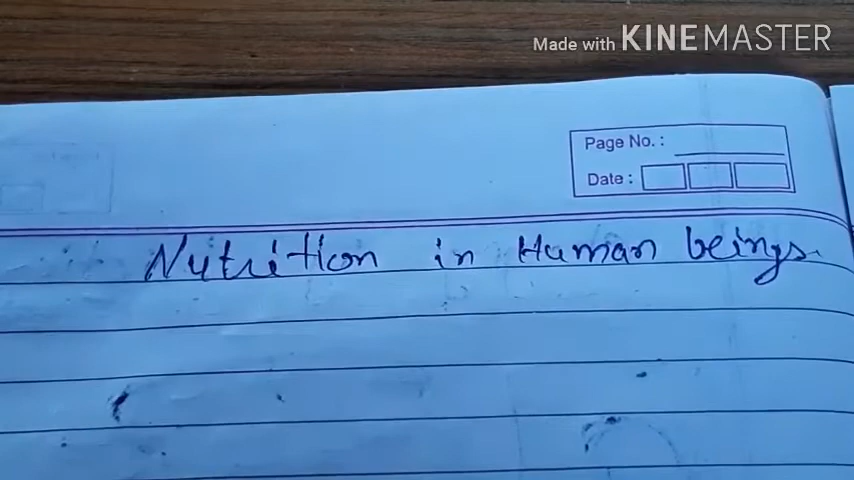 Made with KINEMASTER
Page No. :
Date :
Nutrition in Human beings.